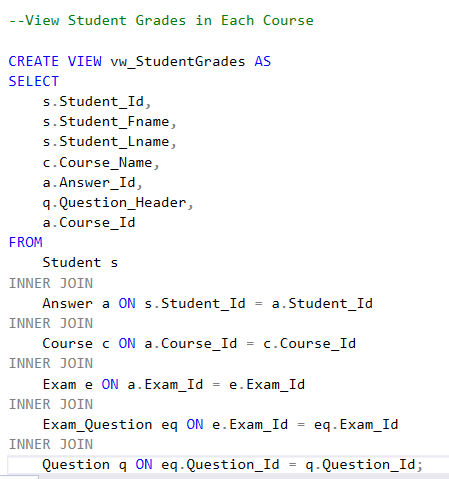 --View Student Grades in Each Course
CREATE VIEW vw_StudentGrades AS
SELECT
s.Student_Id,
s.Student_Fname,
s.Student_Lname,
c.Course_Name,
a.Answer_Id,
q.Question_Header,
a.Course_Id
FROM
Student s
INNER JOIN
Answer a ON s.Student_Id = a.Student_Id
INNER JOIN
Course c ON a.Course_Id = c.Course_Id
INNER JOIN
Exam e ON a.Exam_Id = e.Exam_Id
INNER JOIN
Exam_Question eq ON e.Exam_Id = eq.Exam_Id
INNER JOIN
Question q ON eq.Question_Id = q.Question_Id;